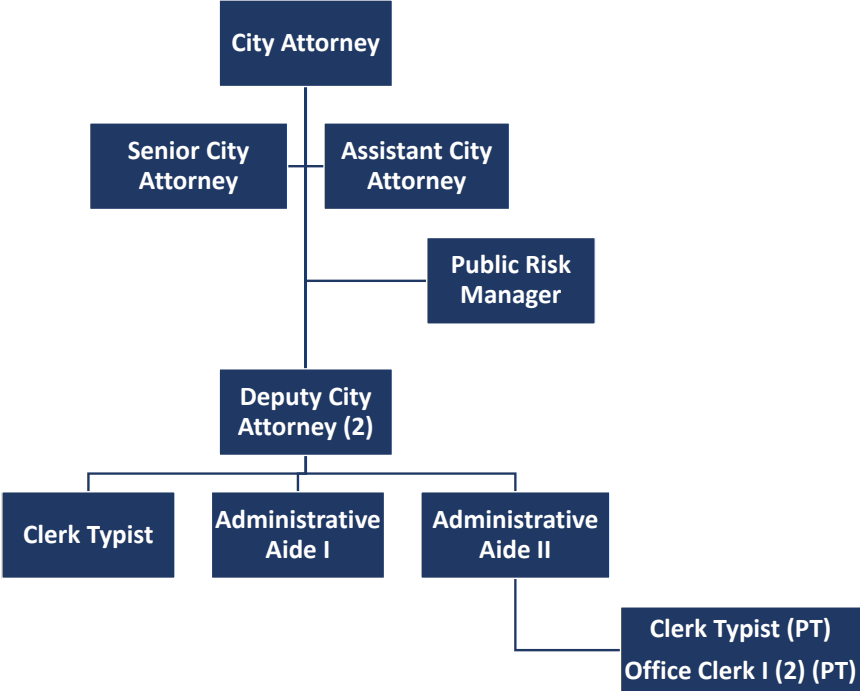 City Attorney
Senior City
Attorney
Assistant City
Attorney
Public Risk
Manager
Deputy City
Attorney (2)
Clerk Typist
Administrative
Aide I
Administrative
Aide II
Clerk Typist (PT)
Office Clerk I (2) (PT)